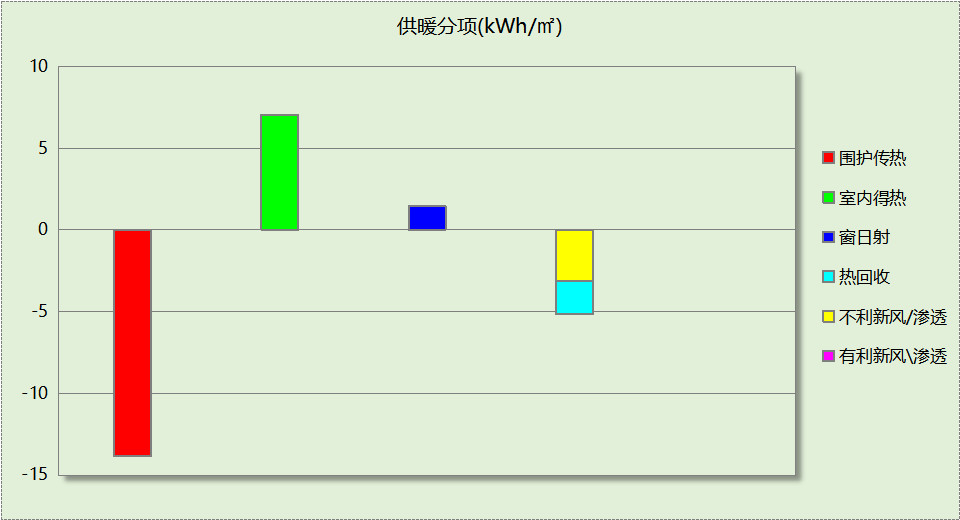 供暖分项(kWh/㎡)
10
5
0
-5
-10
-15
围护传热
室内得热
窗日射
热回收
不利新风/渗透
有利新风\渗透